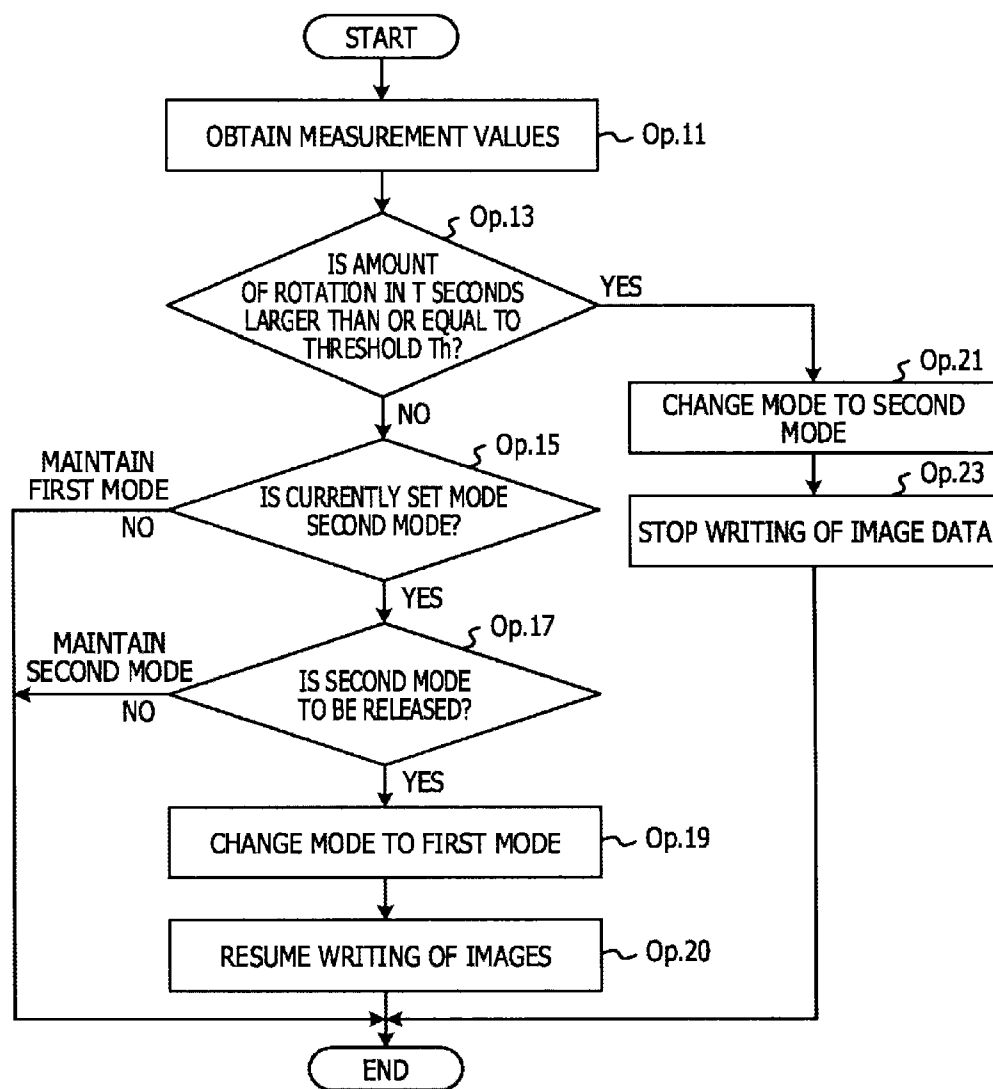 START
OBTAIN MEASUREMENT VALUES
Op.11
Op.13
IS AMOUNT
OF ROTATION IN T SECONDS
LARGER THAN OR EQUAL TO
THRESHOLD Th?
YES
NO
Op.21
CHANGE MODE TO SECOND
MODE
Op.23
STOP WRITING OF IMAGE DATA
Op.15
MAINTAIN
FIRST MODE
NO
IS CURRENTLY SET MODE
SECOND MODE?
YES
Op.17
MAINTAIN
SECOND MODE
NO
IS SECOND MODE
TO BE RELEASED?
YES
CHANGE MODE TO FIRST MODE
Op.19
RESUME WRITING OF IMAGES
Op.20
END